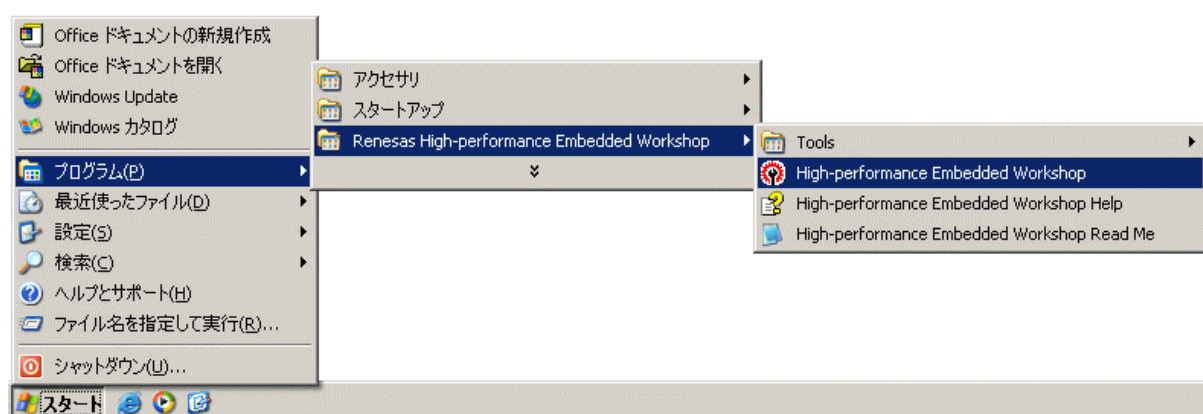 Office ドキュメントの新規作成
Office ドキュメントを開く
Windows Update
Windows カタログ
プログラム(P)
最近使ったファイル(D)
設定(S)
検索(C)
ヘルプとサポート(H)
ファイル名を指定して実行(R)...
シャットダウン(U)...
スタート
アクセサリ
スタートアップ
Renesas High-performance Embedded Workshop
Tools
High-performance Embedded Workshop
High-performance Embedded Workshop Help
High-performance Embedded Workshop Read Me